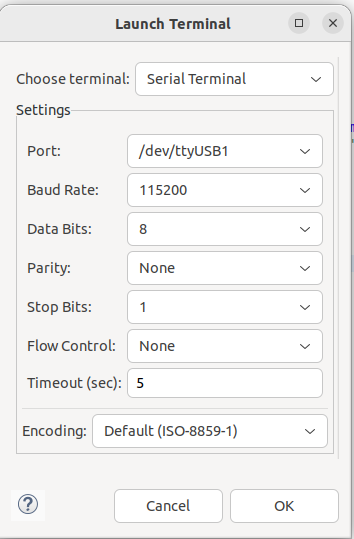 Launch Terminal
Choose terminal: Serial Terminal
Settings
Port: /dev/ttyUSB1
Baud Rate: 115200
Data Bits: 8
Parity: None
Stop Bits: 1
Flow Control: None
Timeout (sec): 5
Encoding: Default (ISO-8859-1)
Cancel OK